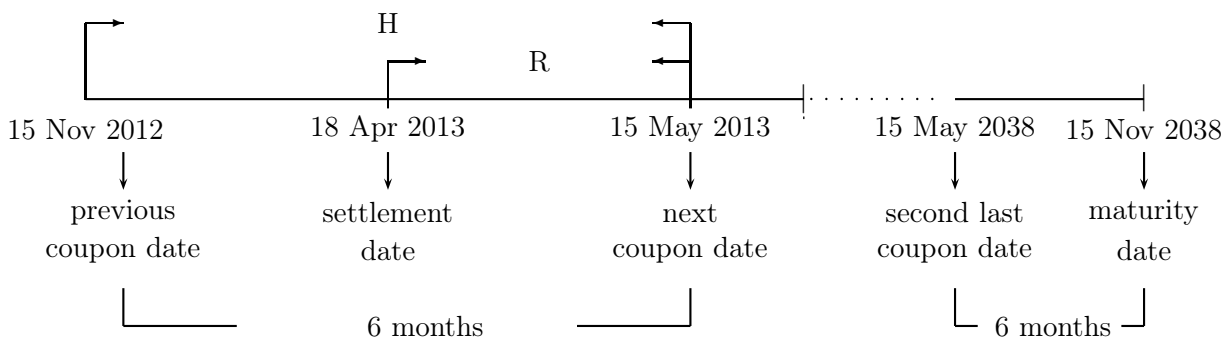 H
R
15 Nov 2012 18 Apr 2013 15 May 2013 15 May 2038 15 Nov 2038
previous settlement next second last maturity
coupon date date coupon date coupon date date
6 months 6 months